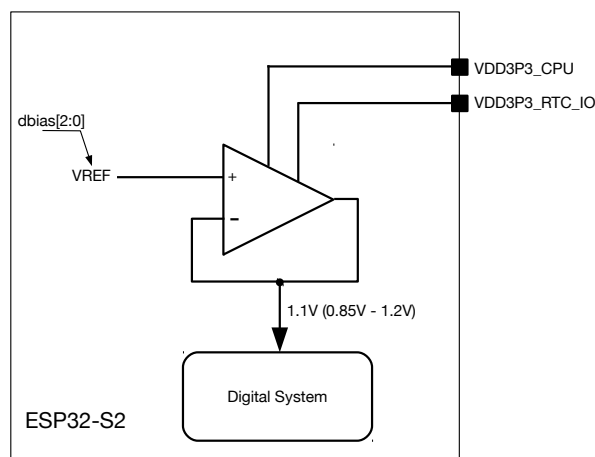 VDD3P3_CPU
VDD3P3_RTC_IO
dbias[2:0]
VREF
+
-
1.1V (0.85V - 1.2V)
Digital System
ESP32-S2